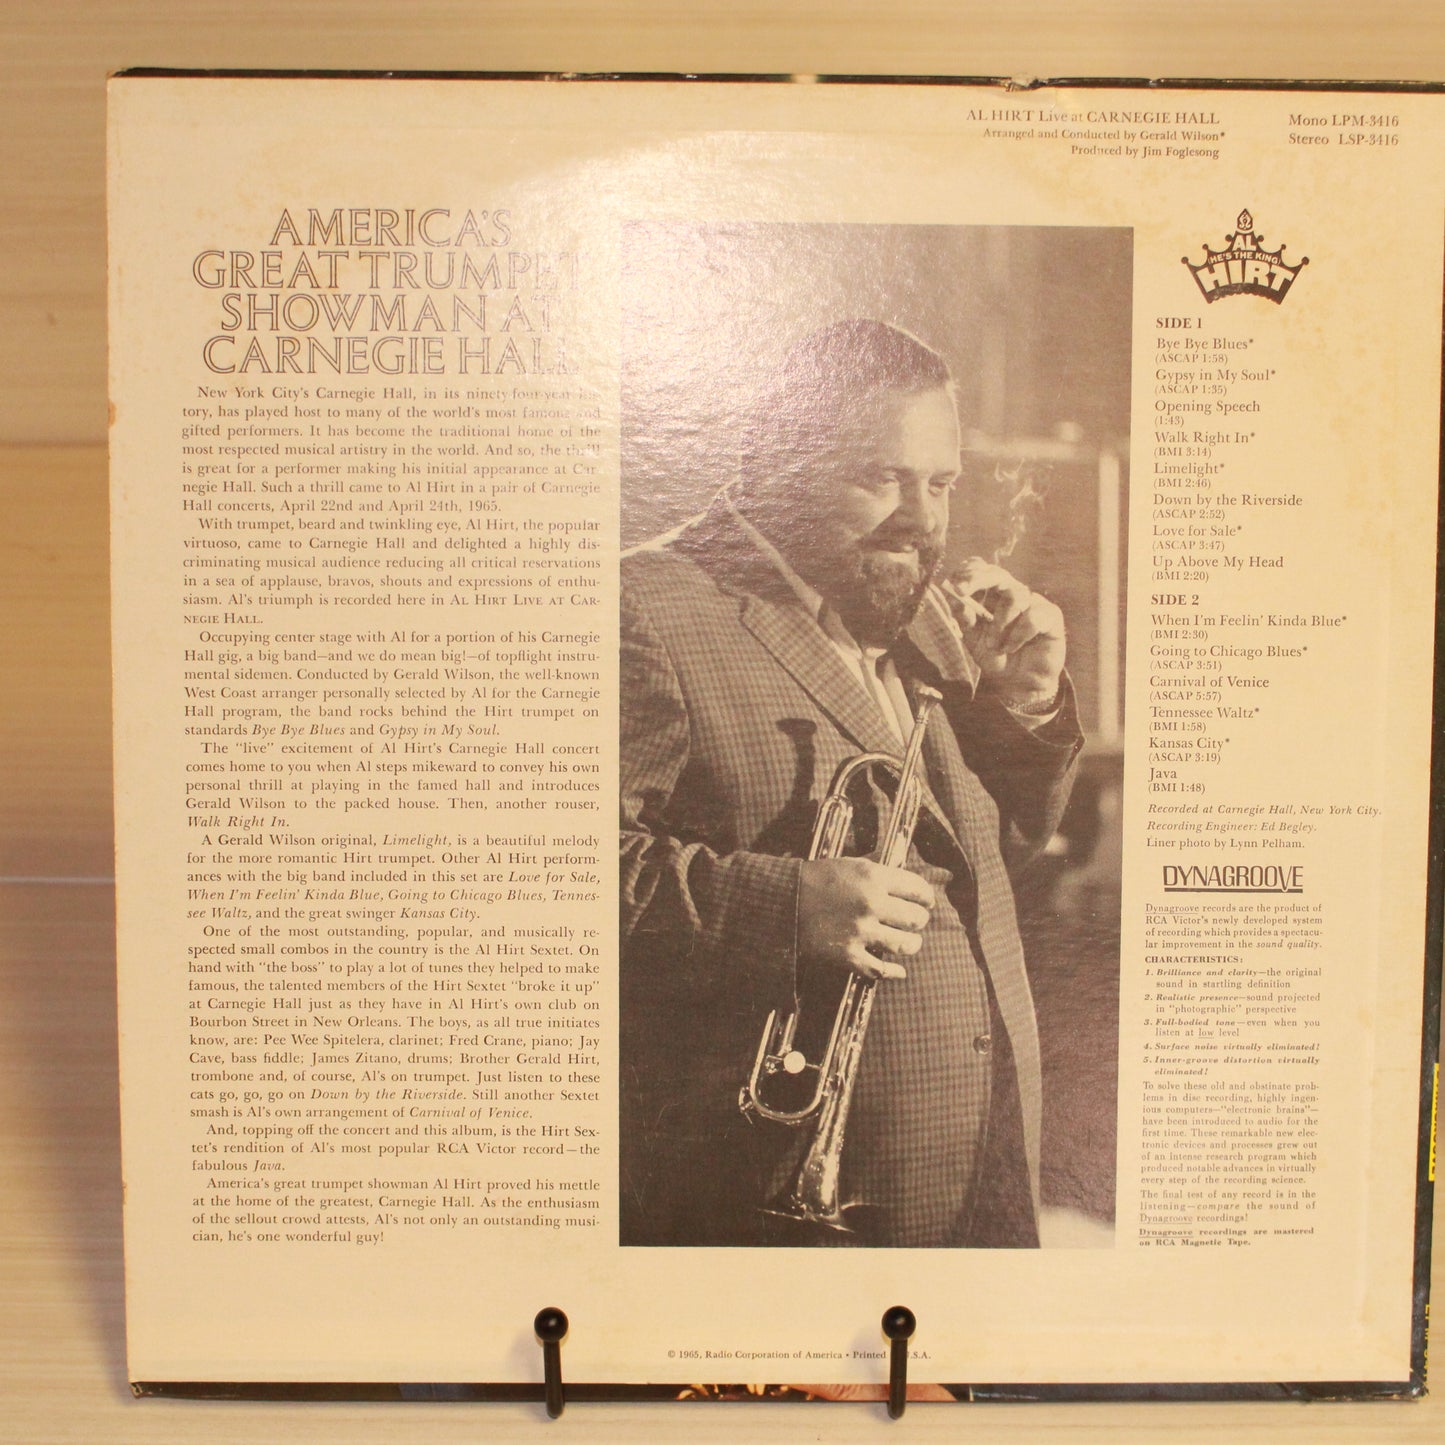 AL HIRT Live at CARNEGIE HALL
Arranged and Conducted by Gerald Wilson*
Produced by Jim Foglesong
Mono LPM-3416
Stereo LSP-3416
AMERICA'S
GREAT TRUMPET
SHOWMAN AT
CARNEGIE HALL
New York City's Carnegie Hall, in its ninety-four-year his-
tory, has played host to many of the world's most famous and
gifted performers. It has become the traditional home of the
most respected musical artistry in the world. And so, the thrill
is great for a performer making his initial appearance at Car-
negie Hall. Such a thrill came to Al Hirt in a pair of Carnegie
Hall concerts, April 22nd and April 24th, 1965.
With trumpet, beard and twinkling eye, Al Hirt, the popular
virtuoso, came to Carnegie Hall and delighted a highly dis-
criminating musical audience reducing all critical reservations
in a sea of applause, bravos, shouts and expressions of enthu-
siasm. Al's triumph is recorded here in AL HIRT LIVE AT CAR-
NEGIE HALL.
Occupying center stage with Al for a portion of his Carnegie
Hall gig, a big band—and we do mean big!—of topflight instru-
mental sidemen. Conducted by Gerald Wilson, the well-known
West Coast arranger personally selected by Al for the Carnegie
Hall program, the band rocks behind the Hirt trumpet on
standards Bye Bye Blues and Gypsy in My Soul.
The "live" excitement of Al Hirt's Carnegie Hall concert
comes home to you when Al steps mikeward to convey his own
personal thrill at playing in the famed hall and introduces
Gerald Wilson to the packed house. Then, another rouser,
Walk Right In.
A Gerald Wilson original, Limelight, is a beautiful melody
for the more romantic Hirt trumpet. Other Al Hirt perform-
ances with the big band included in this set are Love for Sale,
When I'm Feelin' Kinda Blue, Going to Chicago Blues, Tennes-
see Waltz, and the great swinger Kansas City.
One of the most outstanding, popular, and musically re-
spected small combos in the country is the Al Hirt Sextet. On
hand with "the boss" to play a lot of tunes they helped to make
famous, the talented members of the Hirt Sextet "broke it up"
at Carnegie Hall just as they have in Al Hirt's own club on
Bourbon Street in New Orleans. The boys, as all true initiates
know, are: Pee Wee Spitelera, clarinet; Fred Crane, piano; Jay
Cave, bass fiddle; James Zitano, drums; Brother Gerald Hirt,
trombone and, of course, Al's on trumpet. Just listen to these
cats go, go, go on Down by the Riverside. Still another Sextet
smash is Al's own arrangement of Carnival of Venice.
And, topping off the concert and this album, is the Hirt Sex-
tet's rendition of Al's most popular RCA Victor record—the
fabulous Java.
America's great trumpet showman Al Hirt proved his mettle
at the home of the greatest, Carnegie Hall. As the enthusiasm
of the sellout crowd attests, Al's not only an outstanding musi-
cian, he's one wonderful guy!
AL
(HE'S THE KING)
HIRT
SIDE 1
Bye Bye Blues*
(ASCAP 1:58)
Gypsy in My Soul*
(ASCAP 1:35)
Opening Speech
(1:43)
Walk Right In*
(BMI 3:14)
Limelight*
(BMI 2:46)
Down by the Riverside
(ASCAP 2:52)
Love for Sale*
(ASCAP 3:47)
Up Above My Head
(BMI 2:20)
SIDE 2
When I'm Feelin' Kinda Blue*
(BMI 2:30)
Going to Chicago Blues*
(ASCAP 3:51)
Carnival of Venice
(ASCAP 5:57)
Tennessee Waltz*
(BMI 1:58)
Kansas City*
(ASCAP 3:19)
Java
(BMI 1:48)
Recorded at Carnegie Hall, New York City.
Recording Engineer: Ed Begley.
Liner photo by Lynn Pelham.
DYNAGROOVE
Dynagroove records are the product of
RCA Victor's newly developed system
of recording which provides a spectacu-
lar improvement in the sound quality.
CHARACTERISTICS:
1. Brilliance and clarity—the original
sound in startling definition
2. Realistic presence—sound projected
in "photographic" perspective
3. Full-bodied tone—even when you
listen at low level
4. Surface noise virtually eliminated!
5. Inner-groove distortion virtually
eliminated!
To solve these old and obstinate prob-
lems in disc recording, highly ingen-
ious computers—"electronic brains"—
have been introduced to audio for the
first time. These remarkable new elec-
tronic devices and processes grew out
of an intense research program which
produced notable advances in virtually
every step of the recording science.
The final test of any record is in the
listening—compare the sound of
Dynagroove recordings!
Dynagroove recordings are mastered
on RCA Magnetic Tape.
© 1965, Radio Corporation of America • Printed U.S.A.